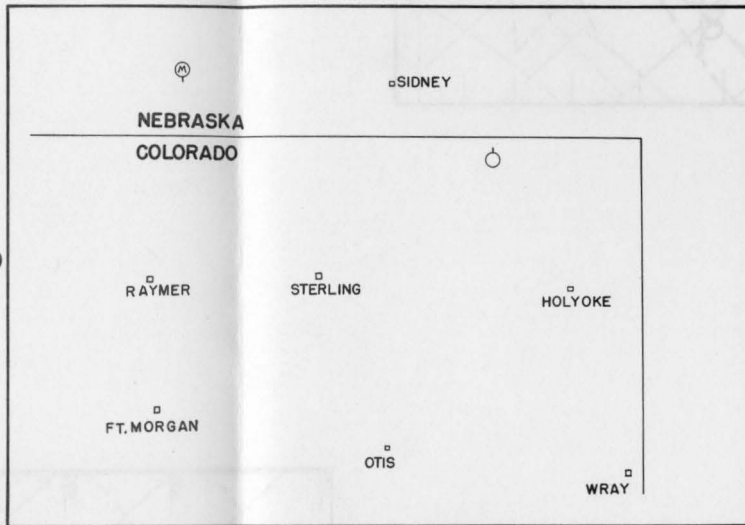 M
SIDNEY
NEBRASKA
COLORADO
RAYMER
STERLING
HOLYOKE
FT. MORGAN
OTIS
WRAY